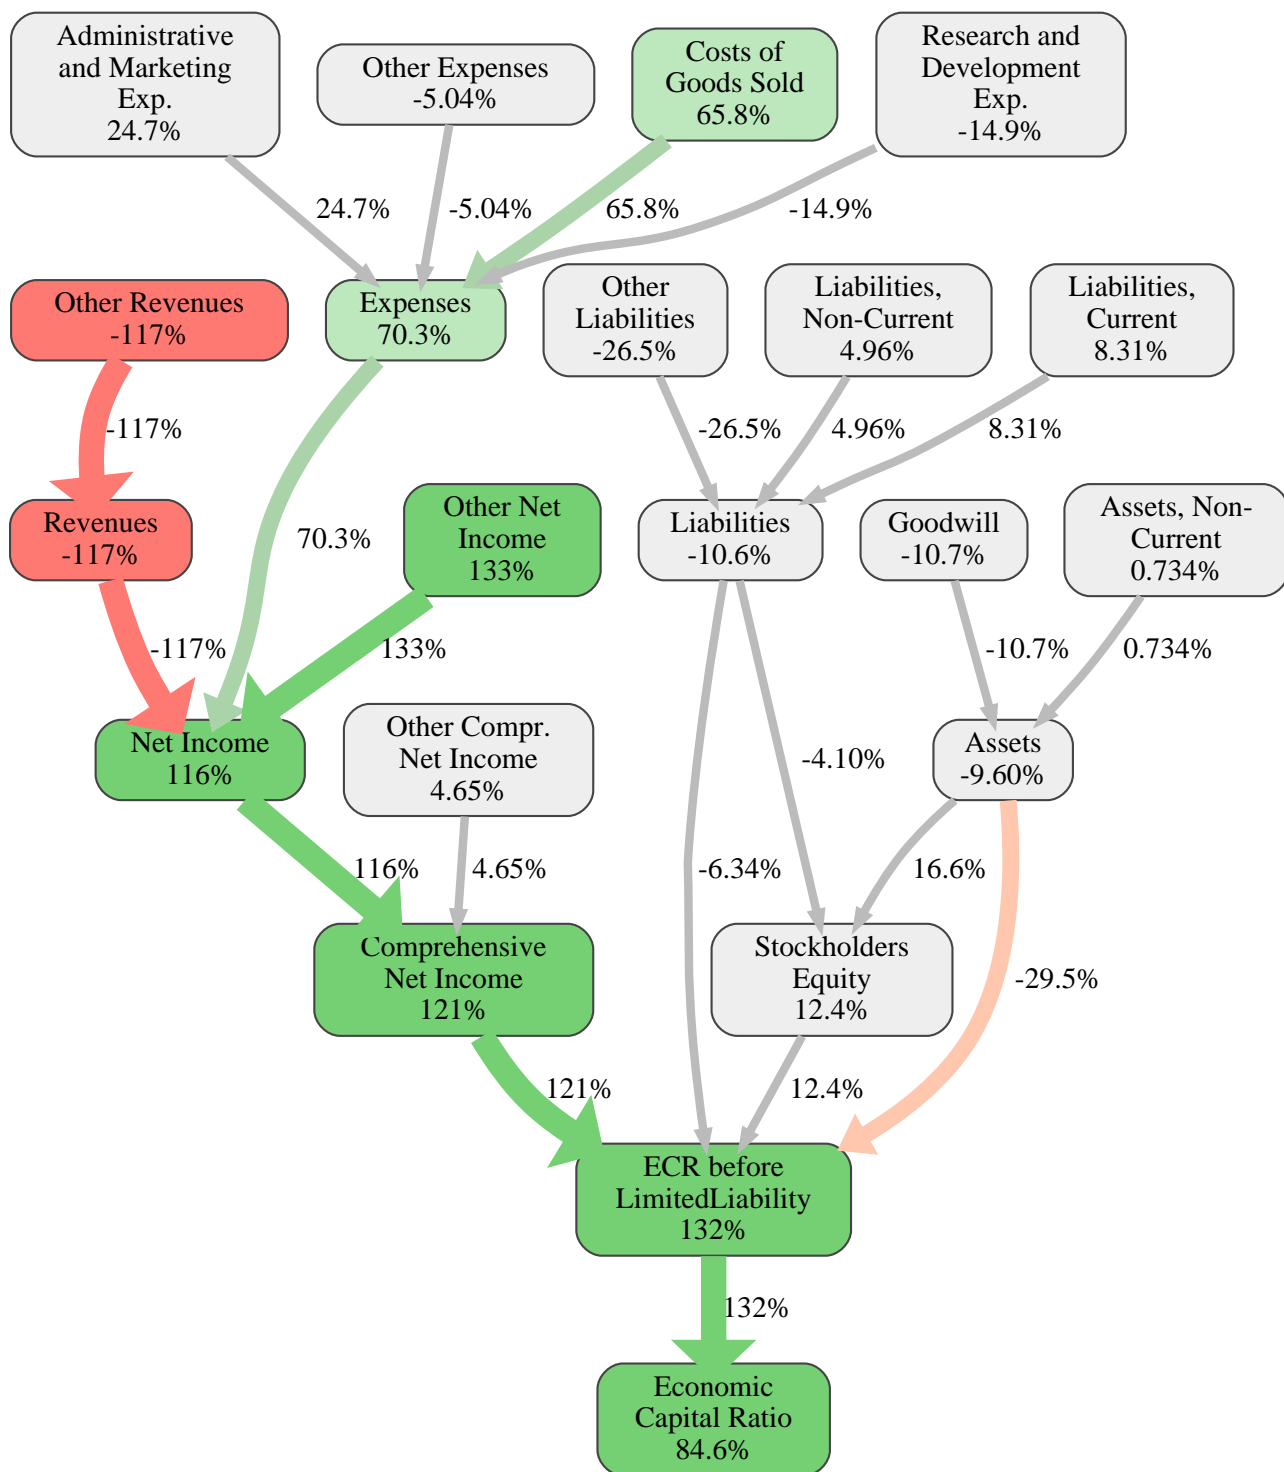 Administrative
and Marketing
Exp.
24.7%
Other Expenses
-5.04%
Costs of
Goods Sold
65.8%
Research and
Development
Exp.
-14.9%
24.7%
-5.04%
65.8%
-14.9%
Other Revenues
-117%
Expenses
70.3%
Other
Liabilities
-26.5%
Liabilities,
Non-Current
4.96%
Liabilities,
Current
8.31%
-117%
-26.5%
4.96%
8.31%
Revenues
-117%
70.3%
Other Net
Income
133%
Liabilities
-10.6%
Goodwill
-10.7%
Assets, Non-
Current
0.734%
-117%
133%
-10.7%
0.734%
Net Income
116%
Other Compr.
Net Income
4.65%
-4.10%
Assets
-9.60%
116%
4.65%
-6.34%
16.6%
Comprehensive
Net Income
121%
Stockholders
Equity
12.4%
-29.5%
121%
12.4%
ECR before
LimitedLiability
132%
132%
Economic
Capital Ratio
84.6%